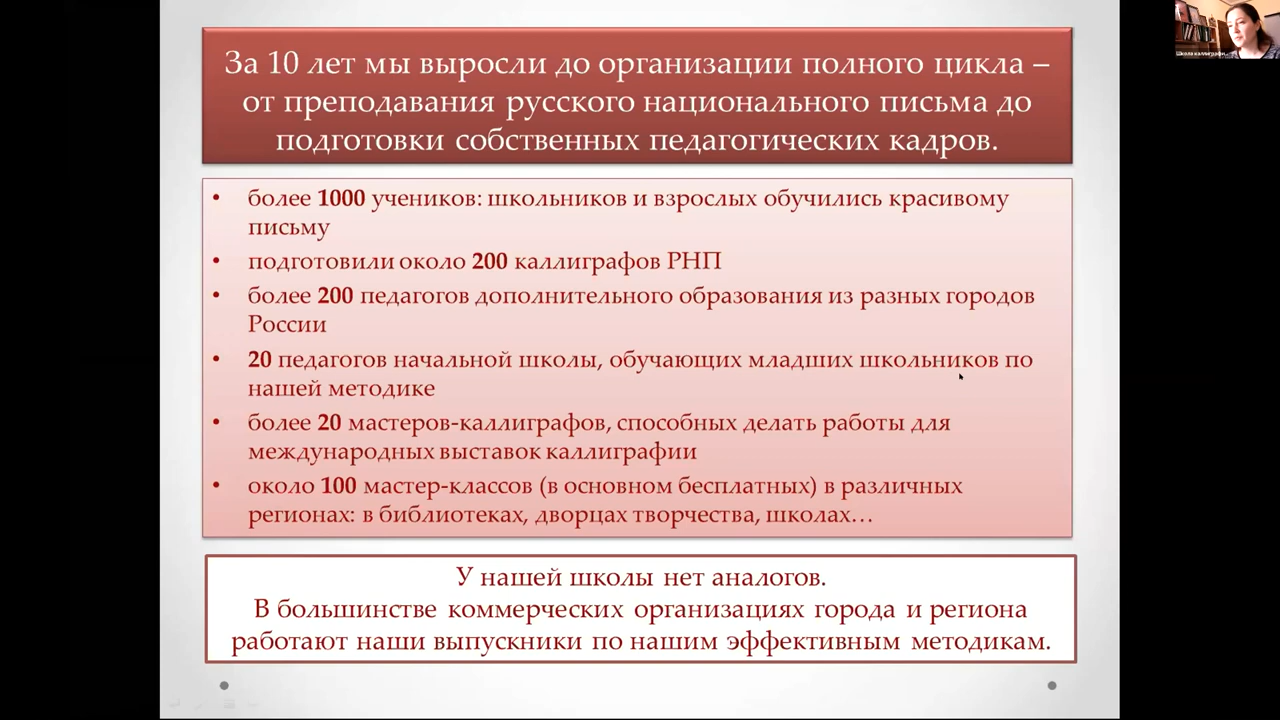 За 10 лет мы выросли до организации полного цикла –
от преподавания русского национального письма до
подготовки собственных педагогических кадров.
• более 1000 учеников: школьников и взрослых обучились красивому
письму
• подготовили около 200 каллиграфов РНП
• более 200 педагогов дополнительного образования из разных городов
России
• 20 педагогов начальной школы, обучающих младших школьников по
нашей методике
• более 20 мастеров-каллиграфов, способных делать работы для
международных выставок каллиграфии
• около 100 мастер-классов (в основном бесплатных) в различных
регионах: в библиотеках, дворцах творчества, школах…
У нашей школы нет аналогов.
В большинстве коммерческих организациях города и региона
работают наши выпускники по нашим эффективным методикам.
Школа каллиграфи...